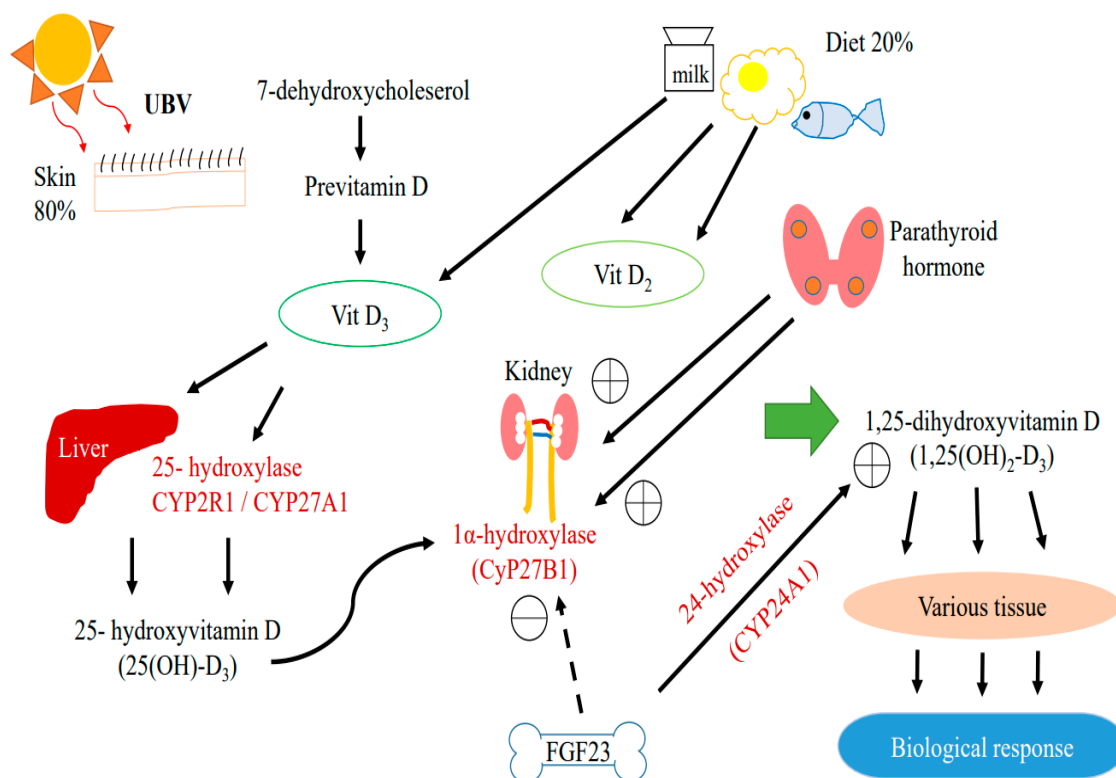 UBV
Skin
80%
7-dehydroxycholeserol
Previtamin D
Vit D₃
milk
Diet 20%
Vit D₂
Parathyroid
hormone
Liver
25- hydroxylase
CYP2R1 / CYP27A1
25- hydroxyvitamin D
(25(OH)-D₃)
Kidney
1α-hydroxylase
(CyP27B1)
FGF23
24-hydroxylase
(CYP24A1)
1,25-dihydroxyvitamin D
(1,25(OH)₂-D₃)
Various tissue
Biological response